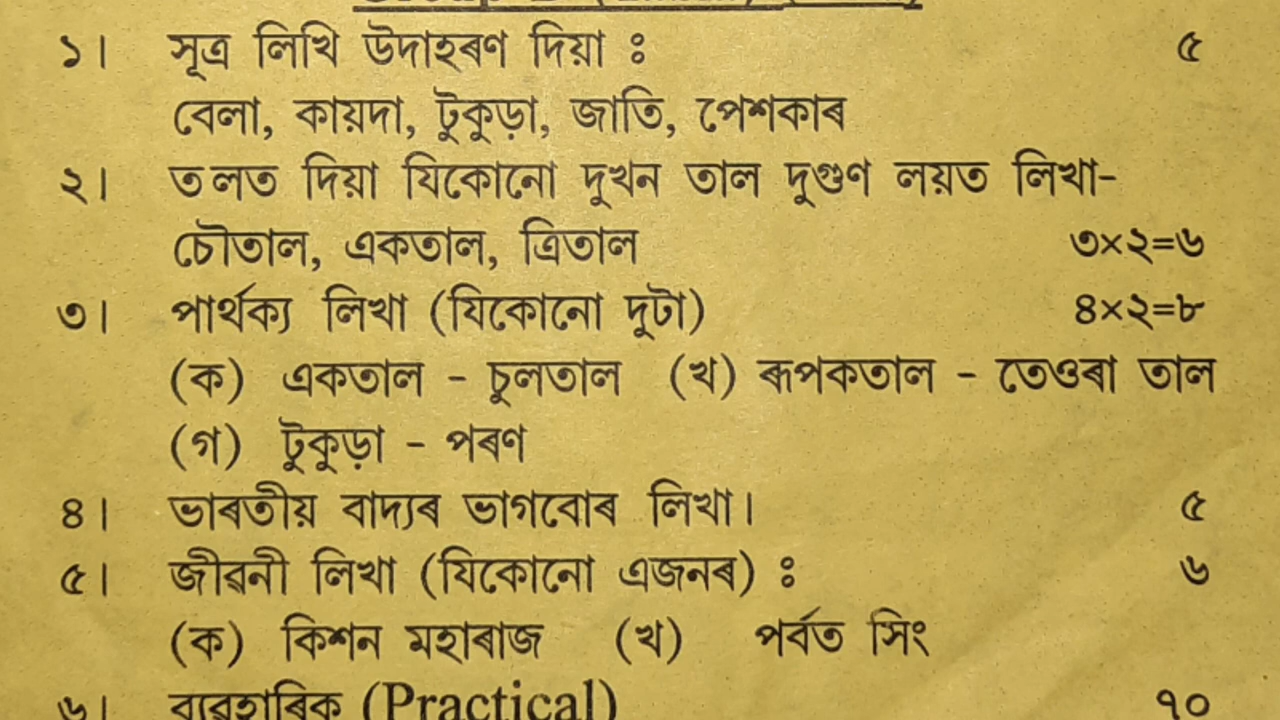 ১। সূত্ৰ লিখি উদাহৰণ দিয়া ঃ ৫
বেলা, কায়দা, টুকুড়া, জাতি, পেশকাৰ
২। তলত দিয়া যিকোনো দুখন তাল দুগুণ লয়ত লিখা-
চৌতাল, একতাল, ত্ৰিতাল ৩×২=৬
৩। পাৰ্থক্য লিখা (যিকোনো দুটা) ৪×২=৮
(ক) একতাল - চুলতাল (খ) ৰূপকতাল - তেওৰা তাল
(গ) টুকুড়া - পৰণ
৪। ভাৰতীয় বাদ্যৰ ভাগবোৰ লিখা। ৫
৫। জীৱনী লিখা (যিকোনো এজনৰ) ঃ ৬
(ক) কিশন মহাৰাজ (খ) পৰ্বত সিং
৬। ব্যৱহাৰিক (Practical) ৭০